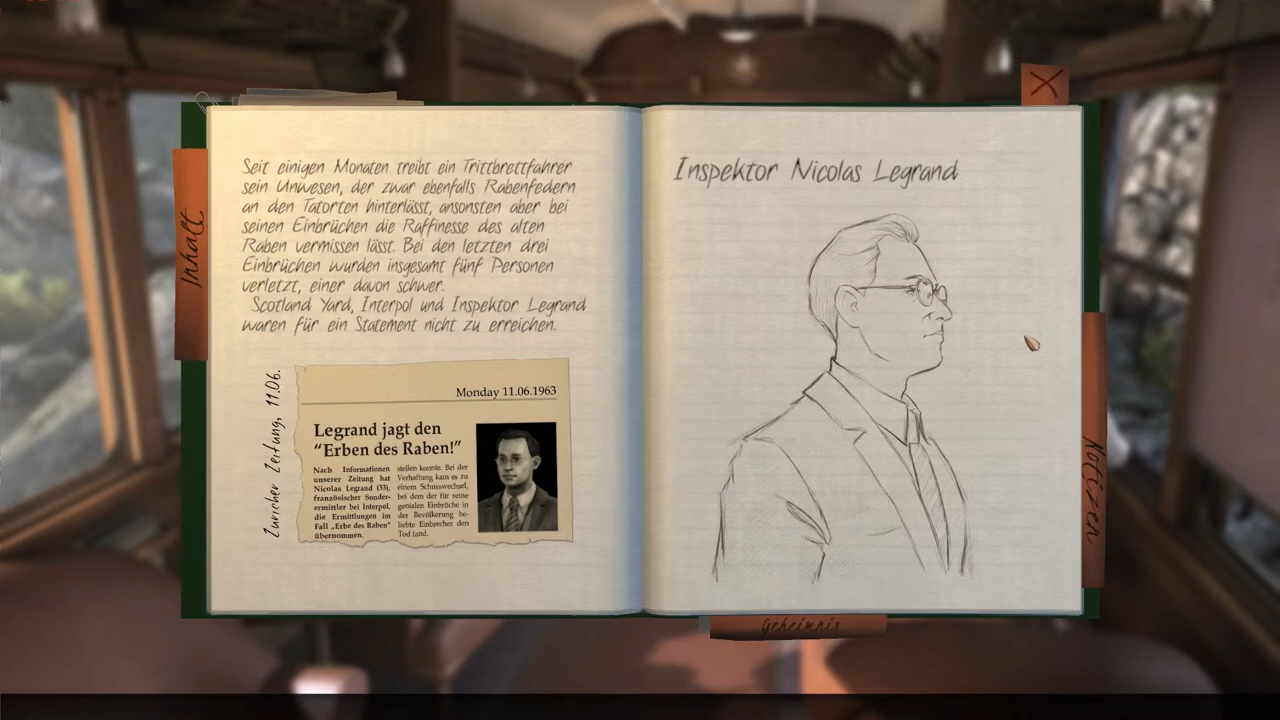 Seit einigen Monaten treibt ein Trittbrettfahrer
sein Unwesen, der zwar ebenfalls Rabenfedern
an den Tatorten hinterlässt, ansonsten aber bei
seinen Einbrüchen die Raffinesse des alten
Raben vermissen lässt. Bei den letzten drei
Einbrüchen wurden insgesamt fünf Personen
verletzt, einer davon schwer.
Scotland Yard, Interpol und Inspektor Legrand
waren für ein Statement nicht zu erreichen.
Zuricher Zeitung, 11.06.
Monday 11.06.1963
Legrand jagt den
“Erben des Raben!”
Nach Informationen
unserer Zeitung hat
Nicolas Legrand (33),
französischer Sonder-
ermittler bei Interpol,
die Ermittlungen im
Fall „Erbe des Raben"
übernommen.
stellen konnte. Bei der
Verhaftung kam es zu
einem Schusswechsel,
bei dem der für seine
genialen Einbrüche in
der Bevölkerung be-
liebte Einbrecher den
Tod fand.
Inspektor Nicolas Legrand
Inhalt
Notizen
Geheimnis
X